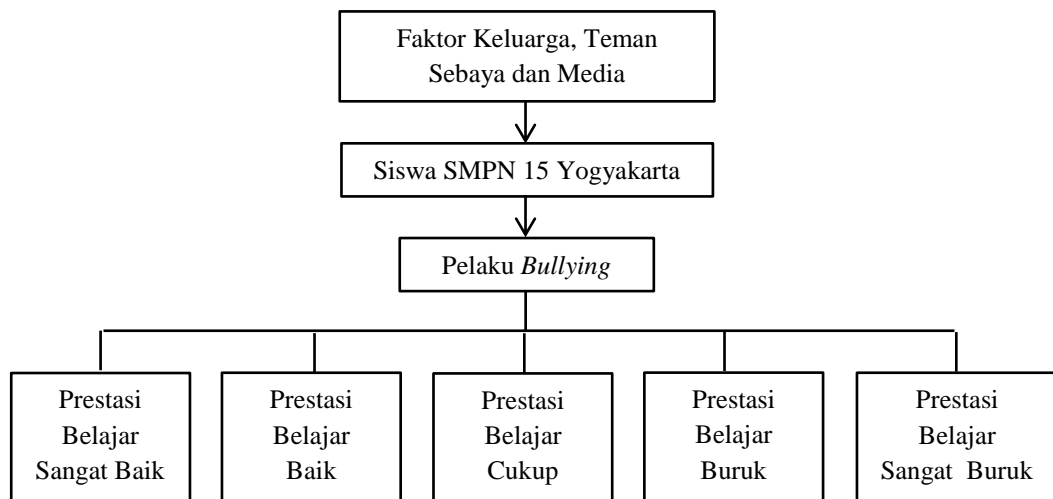 Faktor Keluarga, Teman
Sebaya dan Media
Siswa SMPN 15 Yogyakarta
Pelaku Bullying
Prestasi
Belajar
Sangat Baik
Prestasi
Belajar
Baik
Prestasi
Belajar
Cukup
Prestasi
Belajar
Buruk
Prestasi
Belajar
Sangat Buruk